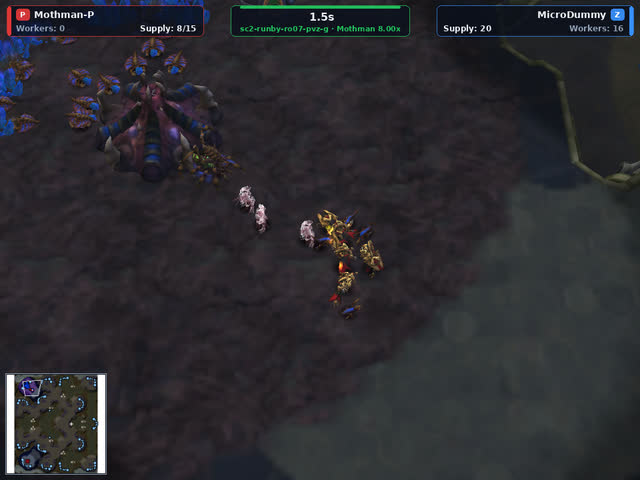 P Mothman-P
Workers: 0 Supply: 8/15
1.5s
sc2-runby-ro07-pvz-g · Mothman 8.00x
MicroDummy Z
Supply: 20 Workers: 16
P